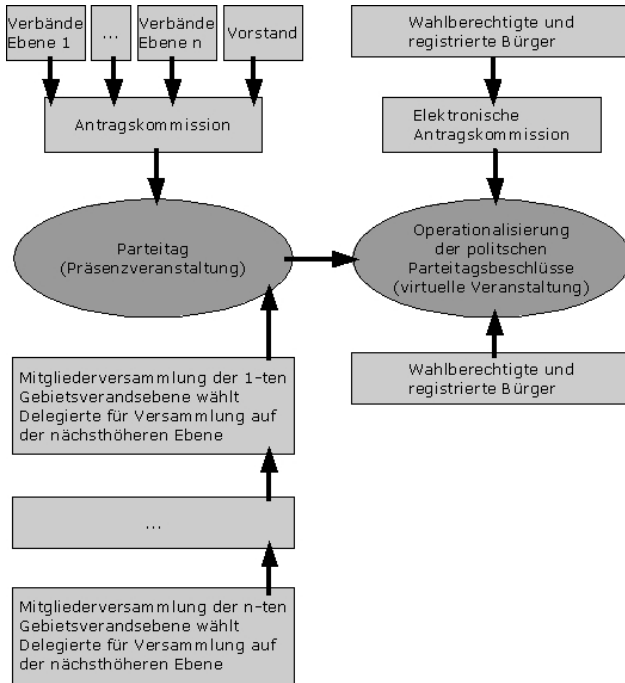 Verbände
Ebene 1
...
Verbände
Ebene n
Vorstand
Antragskommission
Parteitag
(Präsenzveranstaltung)
Mitgliederversammlung der 1-ten
Gebietsverandsebene wählt
Delegierte für Versammlung auf
der nächsthöheren Ebene
...
Mitgliederversammlung der n-ten
Gebietsverandsebene wählt
Delegierte für Versammlung auf
der nächsthöheren Ebene
Wahlberechtigte und
registrierte Bürger
Elektronische
Antragskommission
Operationalisierung
der politschen
Parteitagsbeschlüsse
(virtuelle Veranstaltung)
Wahlberechtigte und
registrierte Bürger